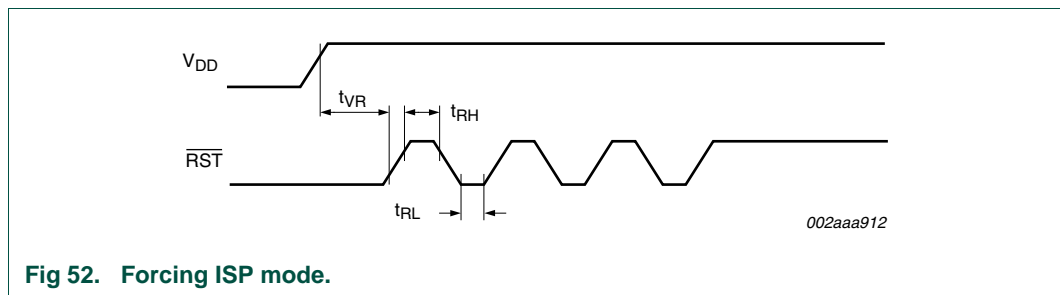 VDD
tVR
tRH
RST
tRL
002aaa912
Fig 52. Forcing ISP mode.